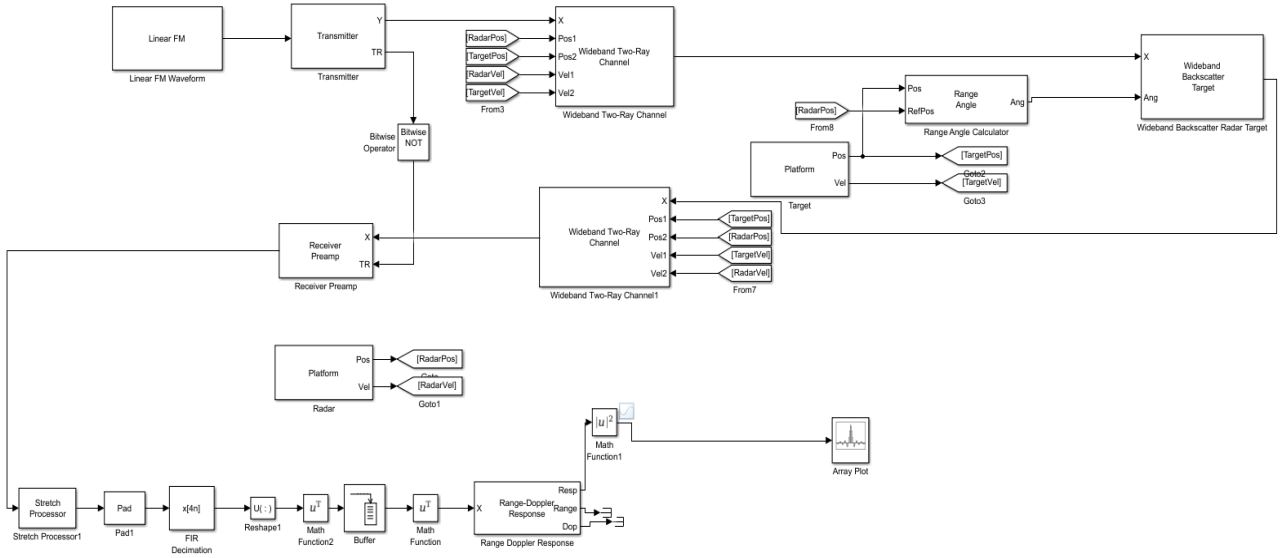 Linear FM
Linear FM Waveform
Transmitter
Y
TR
Transmitter
Bitwise
Operator
Bitwise
NOT
[RadarPos]
[TargetPos]
[RadarVel]
[TargetVel]
From3
X
Pos1
Pos2
Vel1
Vel2
Wideband Two-Ray
Channel
Wideband Two-Ray Channel
[RadarPos]
From8
Pos
RefPos
Range
Angle
Ang
Range Angle Calculator
X
Ang
Wideband
Backscatter
Target
Wideband Backscatter Radar Target
Platform
Pos
Vel
Target
[TargetPos]
Goto2
[TargetVel]
Goto3
Wideband Two-Ray
Channel
X
Pos1
Pos2
Vel1
Vel2
Wideband Two-Ray Channel1
[TargetPos]
[RadarPos]
[TargetVel]
[RadarVel]
From7
Receiver
Preamp
X
TR
Receiver Preamp
Platform
Pos
Vel
Radar
[RadarPos]
[RadarVel]
Goto1
|u|²
Math
Function1
Array Plot
Stretch
Processor
Stretch Processor1
Pad
Pad1
x[4n]
FIR
Decimation
U( : )
Reshape1
uᵀ
Math
Function2
Buffer
uᵀ
Math
Function
X
Range-Doppler
Response
Resp
Range
Dop
Range Doppler Response